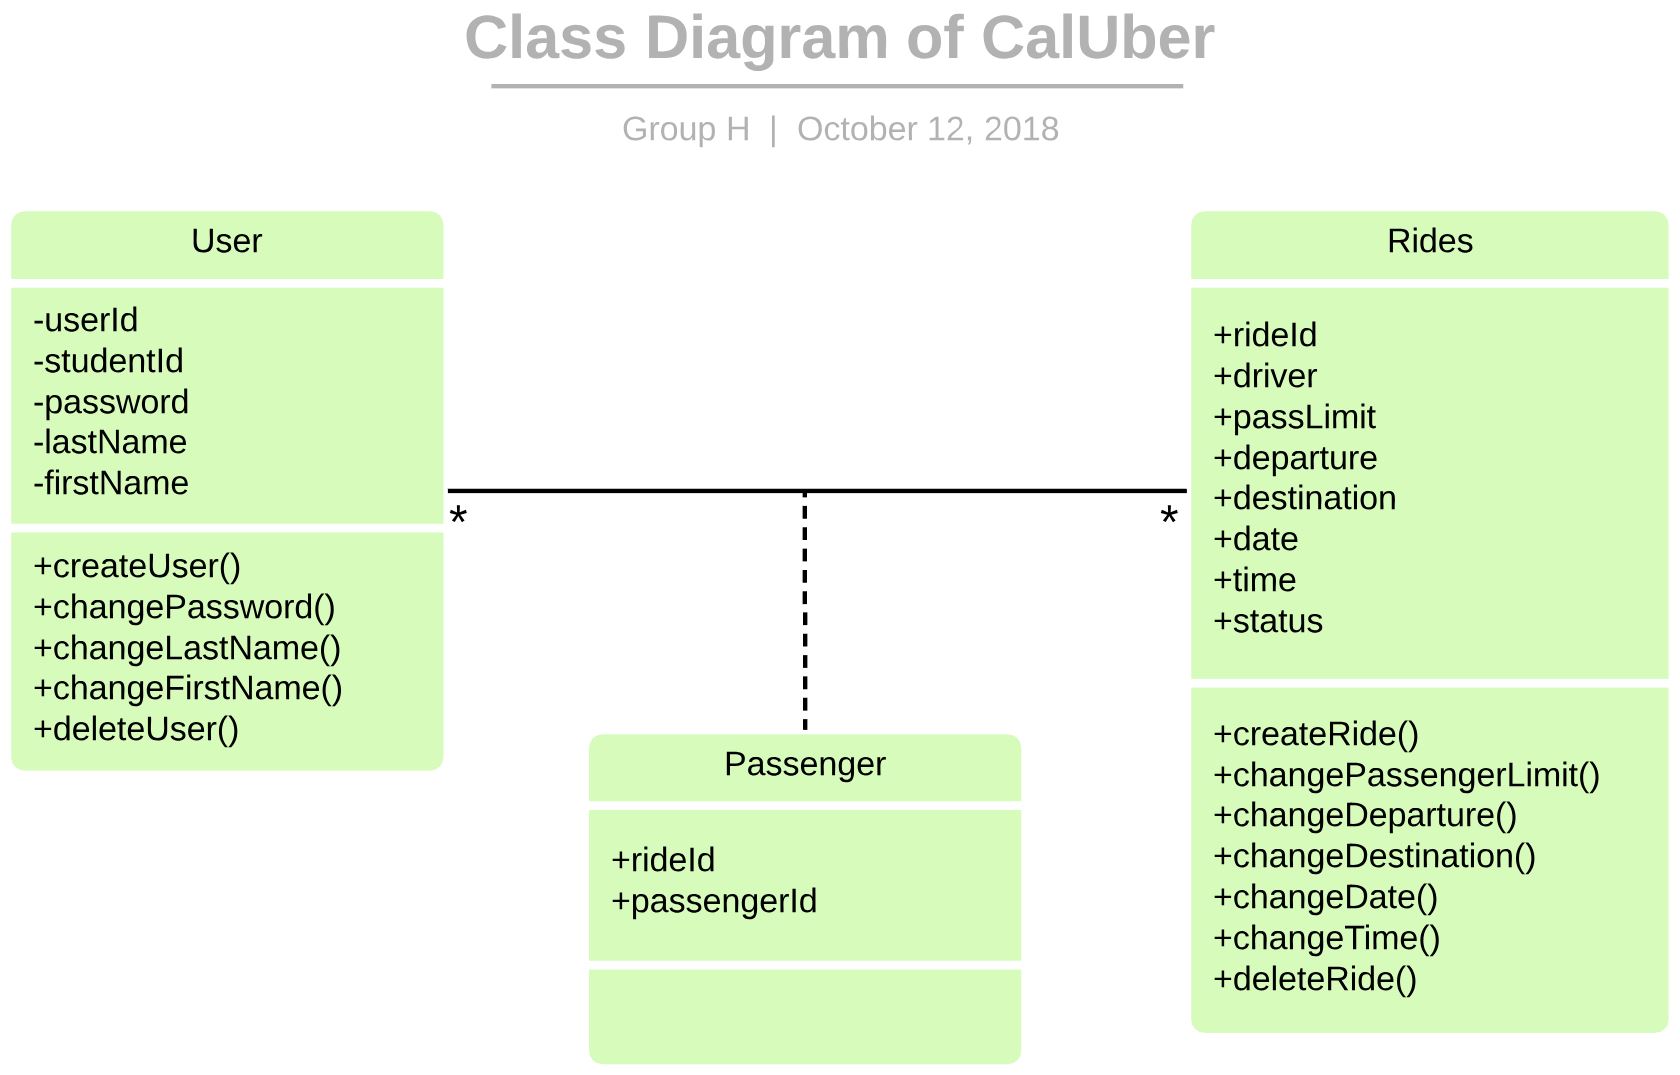 Class Diagram of CalUber
Group H | October 12, 2018
User
-userId
-studentId
-password
-lastName
-firstName
+createUser()
+changePassword()
+changeLastName()
+changeFirstName()
+deleteUser()
*
*
Passenger
+rideId
+passengerId
Rides
+rideId
+driver
+passLimit
+departure
+destination
+date
+time
+status
+createRide()
+changePassengerLimit()
+changeDeparture()
+changeDestination()
+changeDate()
+changeTime()
+deleteRide()